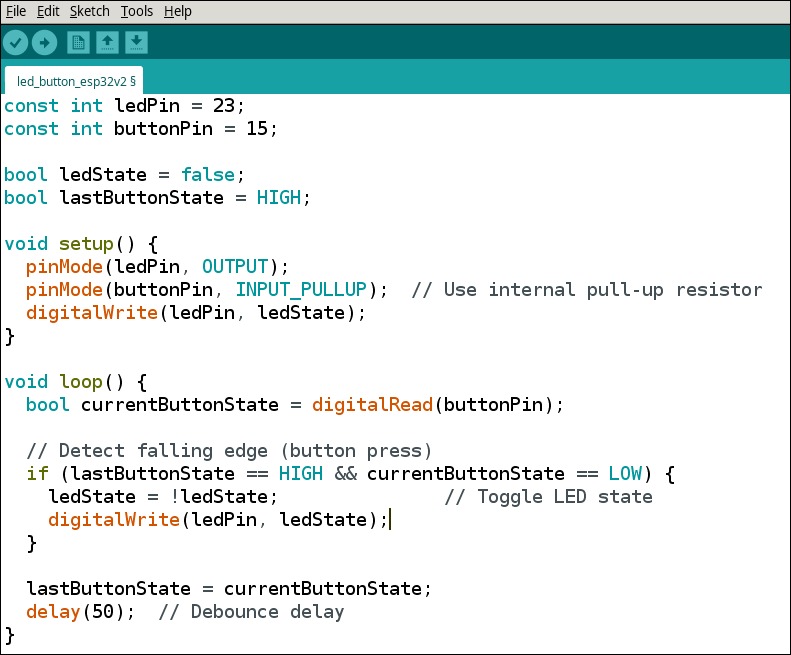 File Edit Sketch Tools Help
led_button_esp32v2 §
const int ledPin = 23;
const int buttonPin = 15;

bool ledState = false;
bool lastButtonState = HIGH;

void setup() {
  pinMode(ledPin, OUTPUT);
  pinMode(buttonPin, INPUT_PULLUP);  // Use internal pull-up resistor
  digitalWrite(ledPin, ledState);
}

void loop() {
  bool currentButtonState = digitalRead(buttonPin);

  // Detect falling edge (button press)
  if (lastButtonState == HIGH && currentButtonState == LOW) {
    ledState = !ledState;               // Toggle LED state
    digitalWrite(ledPin, ledState);
  }

  lastButtonState = currentButtonState;
  delay(50);  // Debounce delay
}